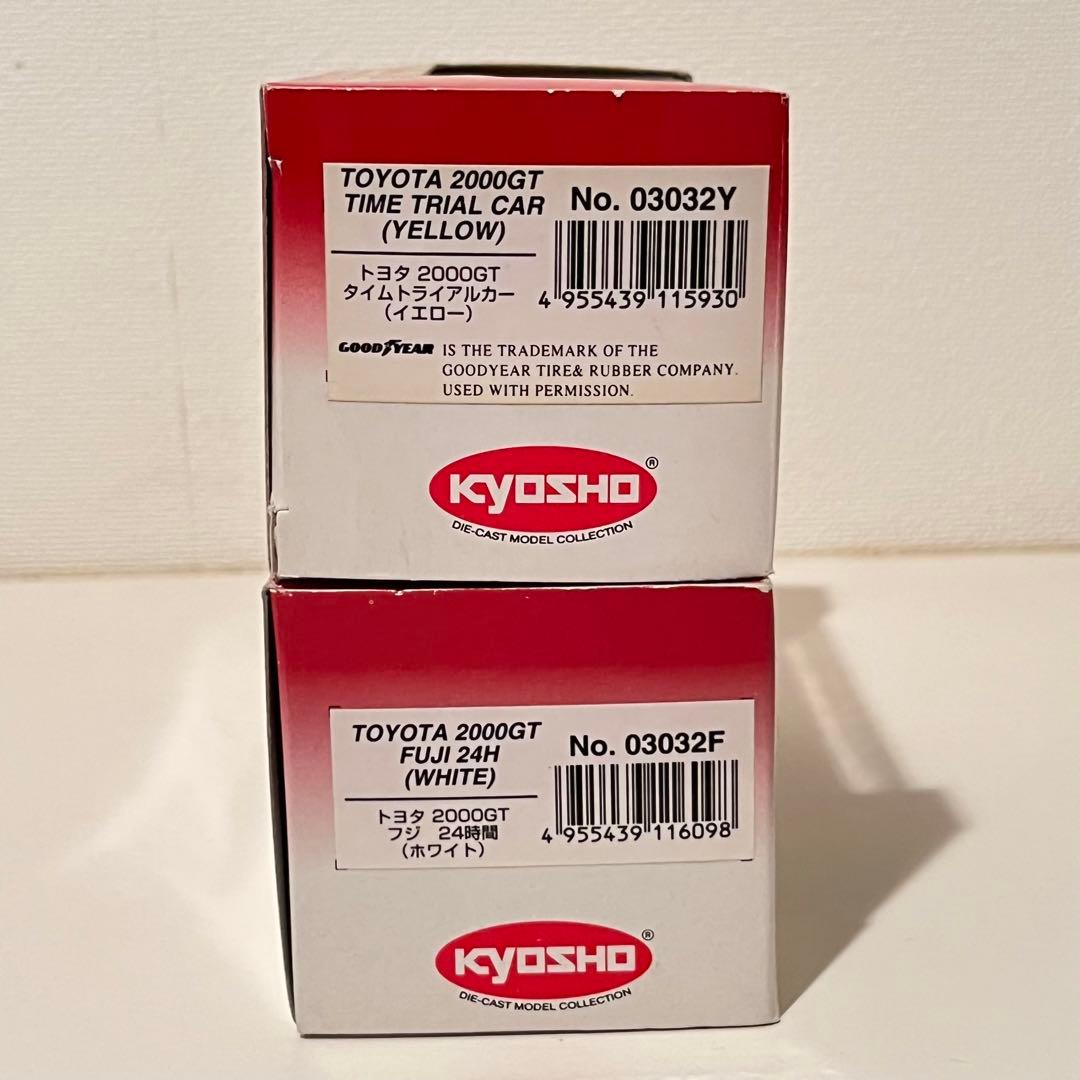 TOYOTA 2000GT
TIME TRIAL CAR
(YELLOW)
No. 03032Y
トヨタ 2000GT
タイムトライアルカー
(イエロー)
4 955439 115930
GOODYEAR IS THE TRADEMARK OF THE
GOODYEAR TIRE& RUBBER COMPANY.
USED WITH PERMISSION.
KYOSHO®
DIE-CAST MODEL COLLECTION
TOYOTA 2000GT
FUJI 24H
(WHITE)
No. 03032F
トヨタ 2000GT
フジ 24時間
(ホワイト)
4 955439 116098
KYOSHO®
DIE-CAST MODEL COLLECTION